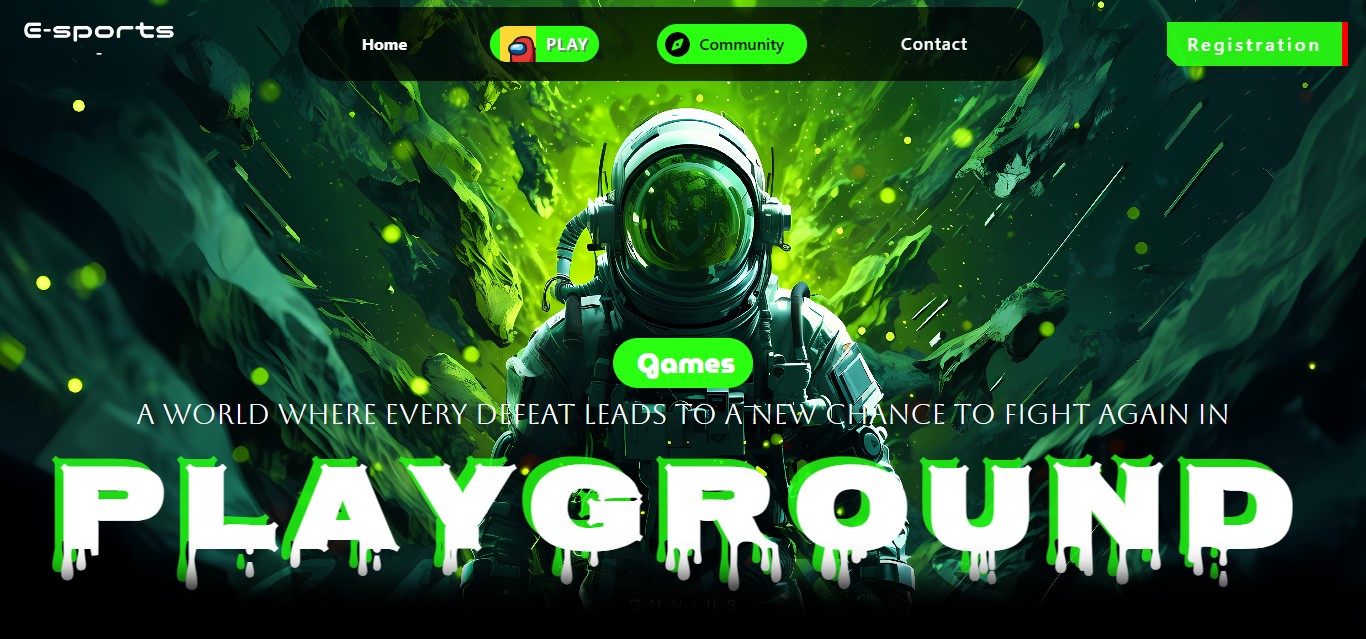 E-sports
Home
PLAY
Community
Contact
Registration
Games
A WORLD WHERE EVERY DEFEAT LEADS TO A NEW CHANCE TO FIGHT AGAIN IN
PLAYGROUND
OMNIUS